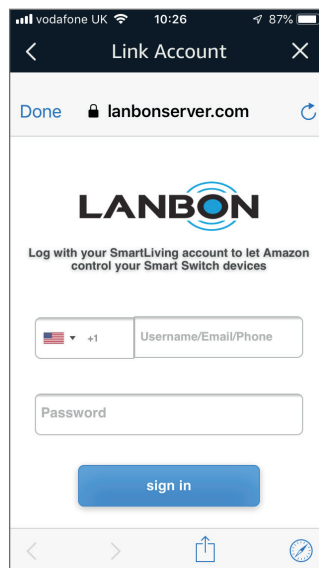 vodafone UK 10:26 87%
Link Account
Done lanbonserver.com
LANBON
Log with your SmartLiving account to let Amazon
control your Smart Switch devices
+1 Username/Email/Phone
Password
sign in